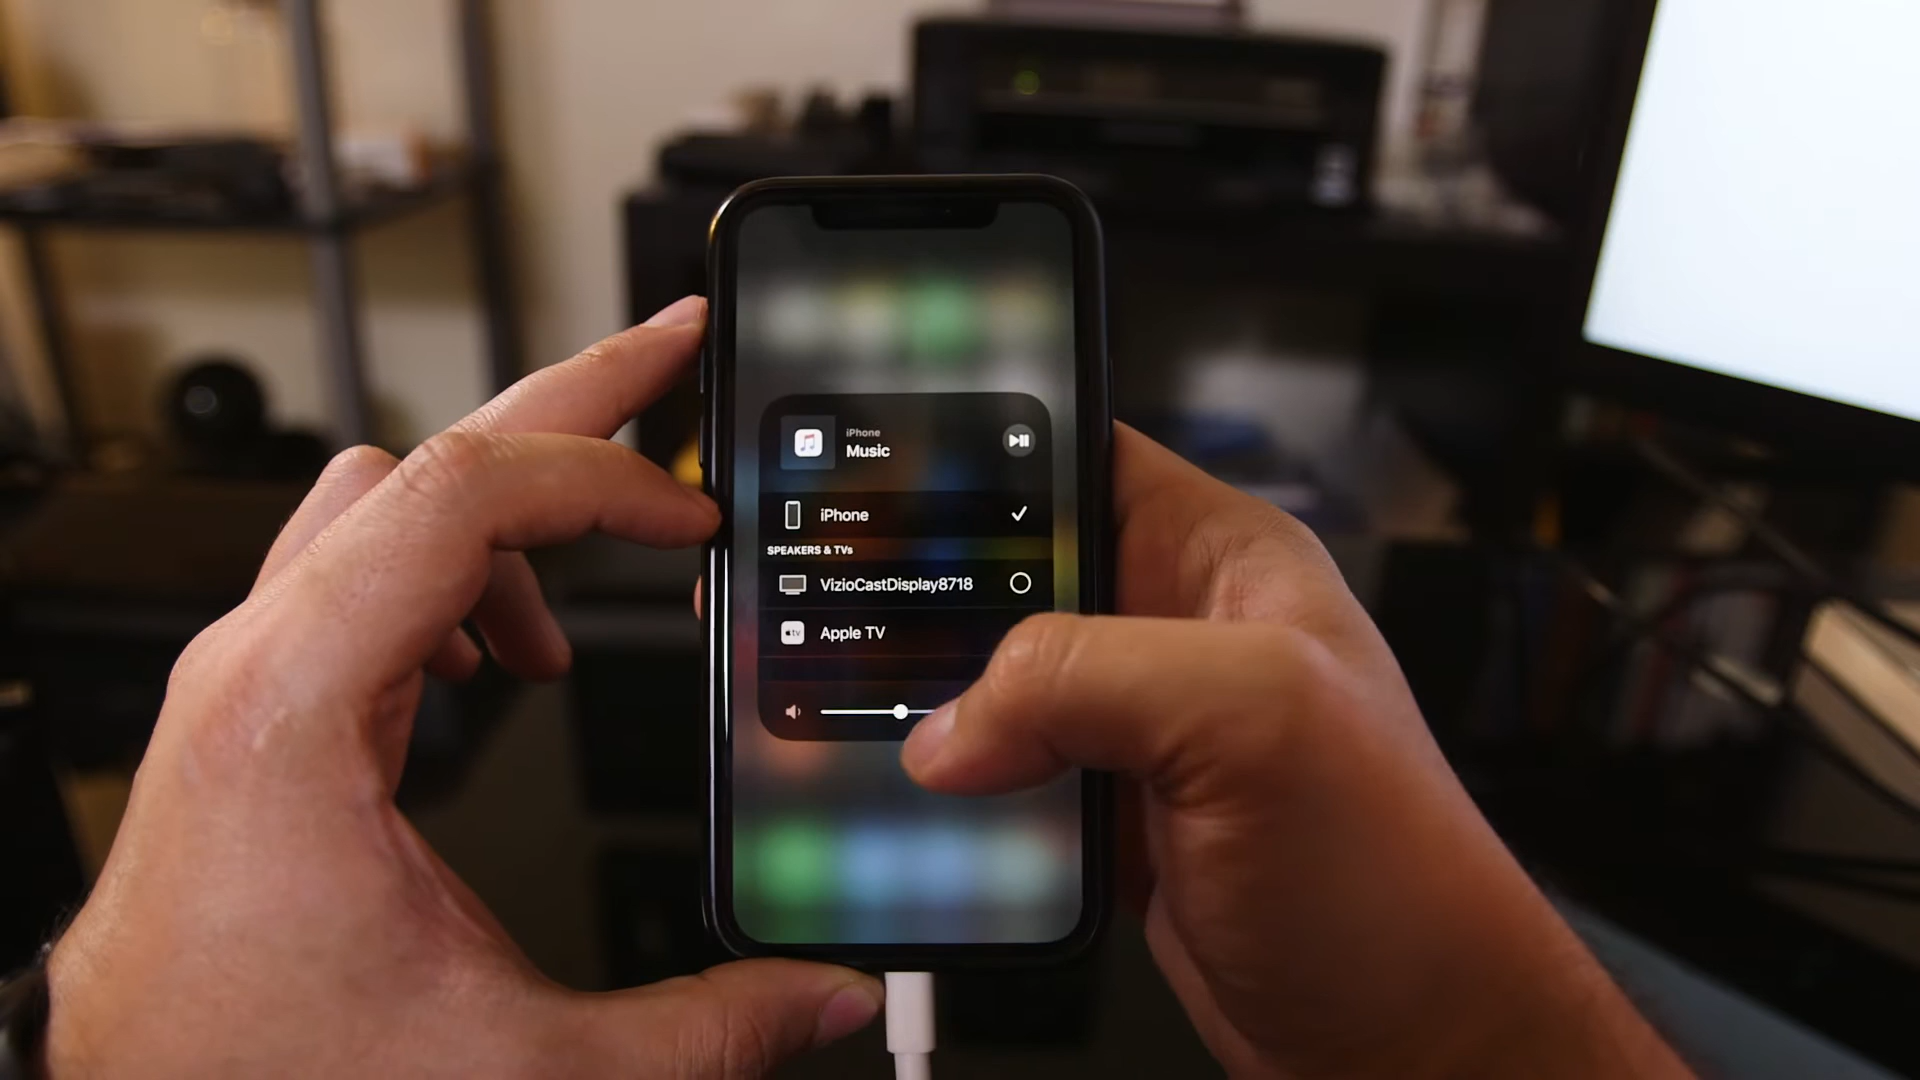 iPhone
Music
iPhone
SPEAKERS & TVs
VizioCastDisplay8718
tv
Apple TV